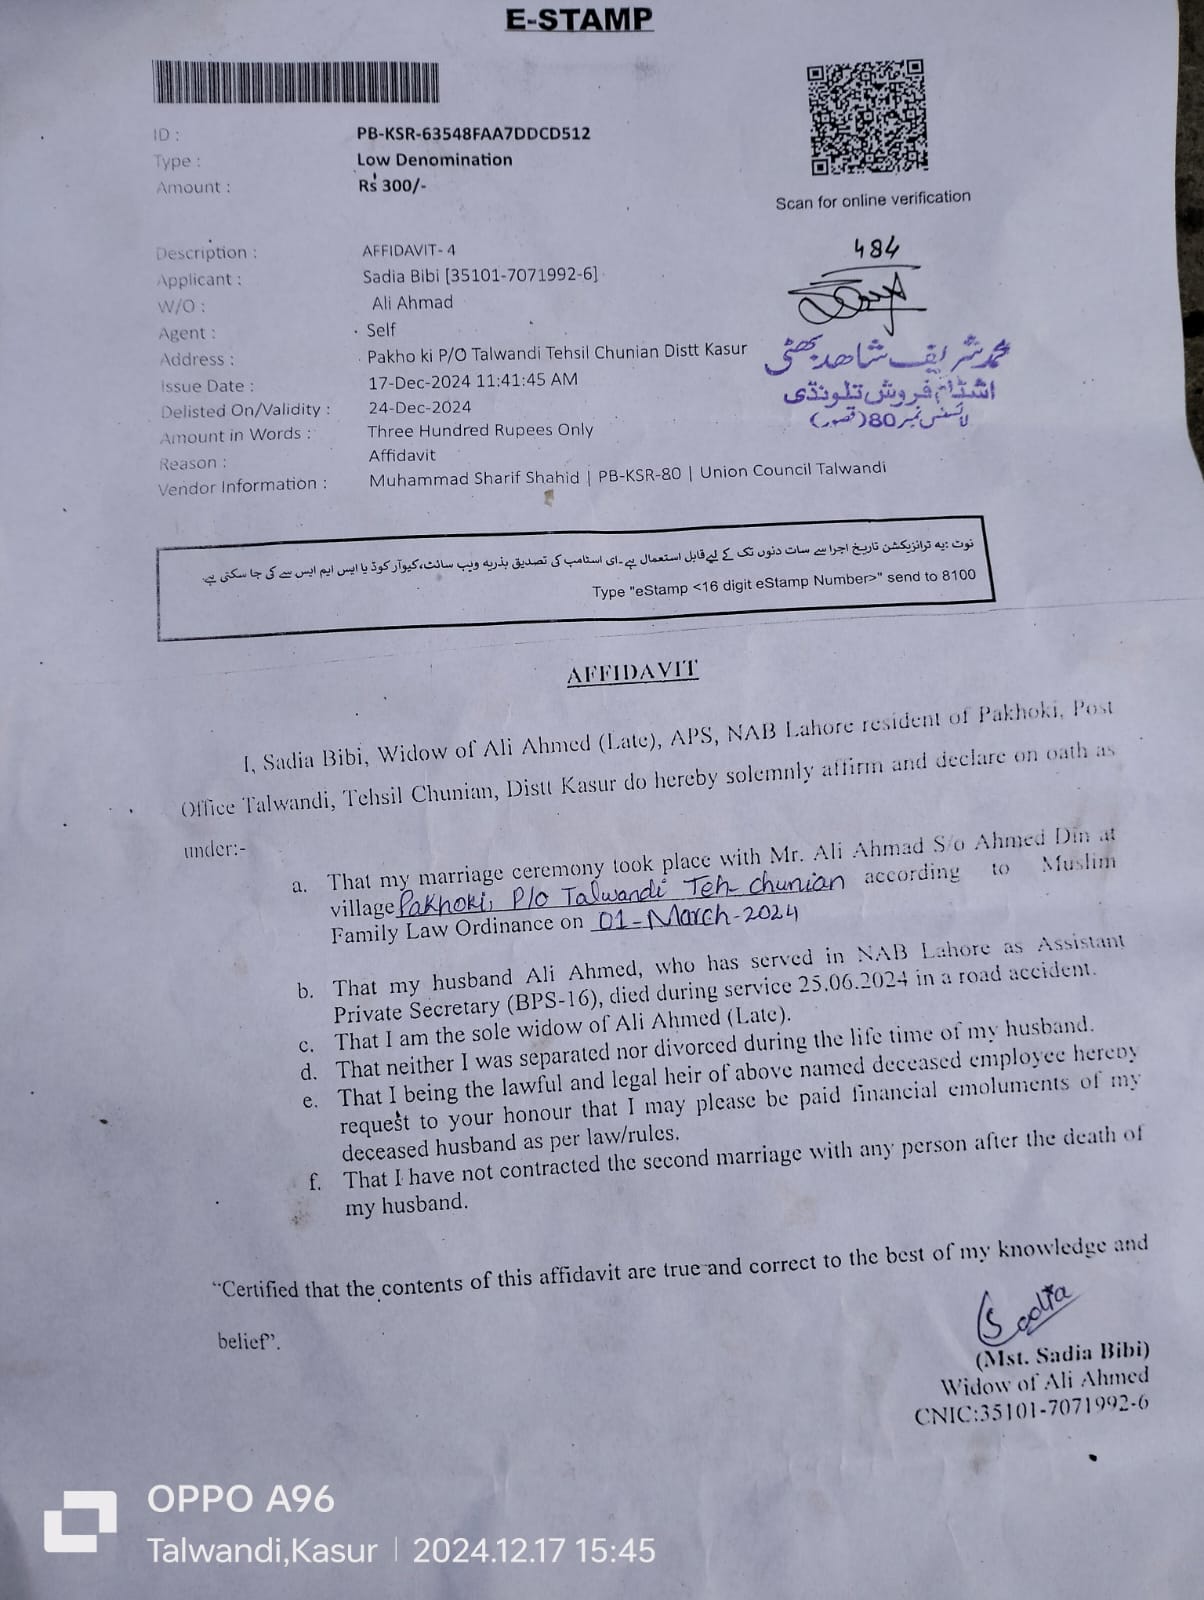 E-STAMP
ID : PB-KSR-63548FAA7DDCD512
Type : Low Denomination
Amount : Rs 300/-
Scan for online verification
484
Description : AFFIDAVIT- 4
Applicant : Sadia Bibi [35101-7071992-6]
W/O : Ali Ahmad
Agent : Self
Address : Pakho ki P/O Talwandi Tehsil Chunian Distt Kasur
Issue Date : 17-Dec-2024 11:41:45 AM
Delisted On/Validity : 24-Dec-2024
Amount in Words : Three Hundred Rupees Only
Reason : Affidavit
Vendor Information : Muhammad Sharif Shahid | PB-KSR-80 | Union Council Talwandi
محمد شریف شاھد بھٹی
اشٹام فروش تلونڈی
لائسنس نمبر 80 (قصور)
نوٹ :یہ ٹرانزیکشن تاریخ اجرا سے سات دنوں تک کے لیے قابل استعمال ہے۔ای اسٹامپ کی تصدیق بذریعہ ویب سائٹ،کیوآر کوڈ یا ایس ایم ایس سے کی جا سکتی ہے۔
Type "eStamp <16 digit eStamp Number>" send to 8100
AFFIDAVIT
I, Sadia Bibi, Widow of Ali Ahmed (Late), APS, NAB Lahore resident of Pakhoki, Post
Office Talwandi, Tehsil Chunian, Distt Kasur do hereby solemnly affirm and declare on oath as
under:-
a. That my marriage ceremony took place with Mr. Ali Ahmad S/o Ahmed Din at
village Pakhoki, P/o Talwandi Teh- chunian according to Muslim
Family Law Ordinance on 01-March-2024
b. That my husband Ali Ahmed, who has served in NAB Lahore as Assistant
Private Secretary (BPS-16), died during service 25.06.2024 in a road accident.
c. That I am the sole widow of Ali Ahmed (Late).
d. That neither I was separated nor divorced during the life time of my husband.
e. That I being the lawful and legal heir of above named deceased employee hereby
request to your honour that I may please be paid financial emoluments of my
deceased husband as per law/rules.
f. That I have not contracted the second marriage with any person after the death of
my husband.
"Certified that the contents of this affidavit are true and correct to the best of my knowledge and
belief".
Sadia
(Mst. Sadia Bibi)
Widow of Ali Ahmed
CNIC:35101-7071992-6
OPPO A96
Talwandi,Kasur | 2024.12.17 15:45